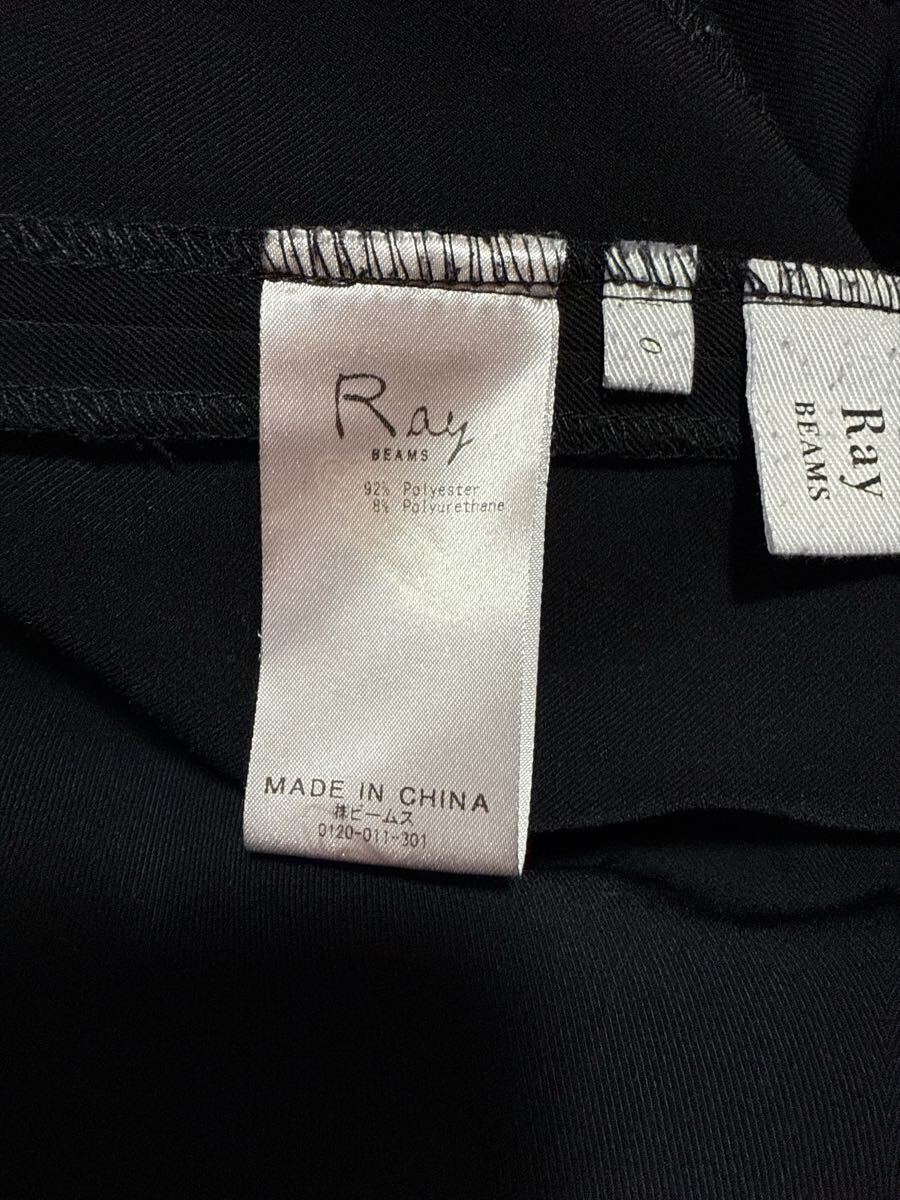 Ray
BEAMS
92% Polyester
8% Polyurethane
MADE IN CHINA
㈱ビームス
0120-011-301
0
Ray
BEAMS